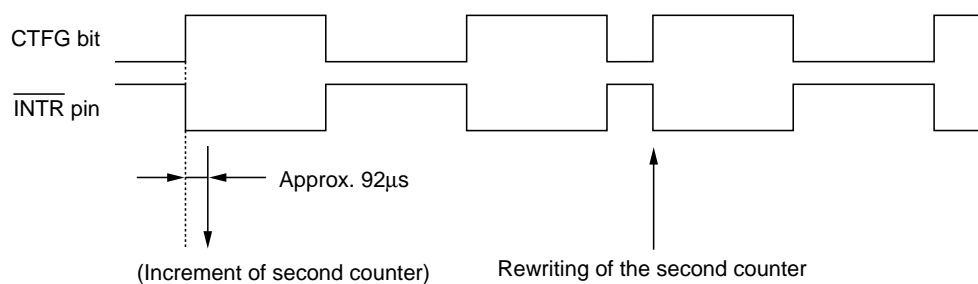 CTFG bit
INTR pin
Approx. 92μs
(Increment of second counter)
Rewriting of the second counter